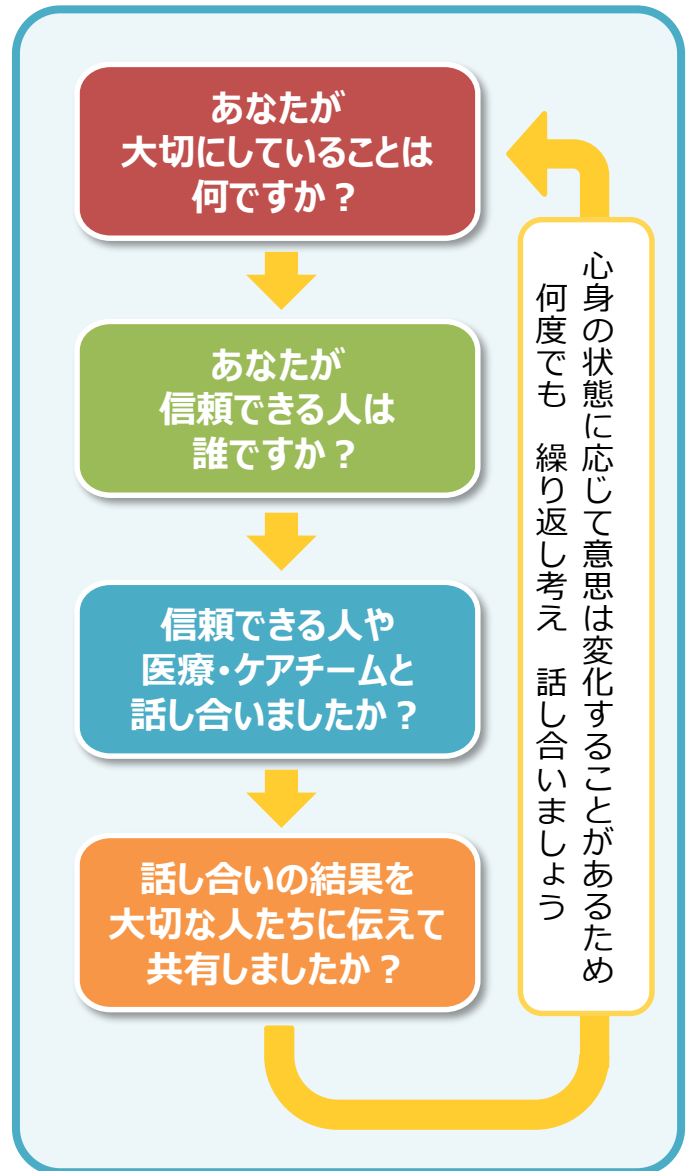 あなたが
大切にしていることは
何ですか？
あなたが
信頼できる人は
誰ですか？
信頼できる人や
医療・ケアチームと
話し合いましたか？
話し合いの結果を
大切な人たちに伝えて
共有しましたか？
心身の状態に応じて意思は変化することがあるため
何度でも　繰り返し考え　話し合いましょう